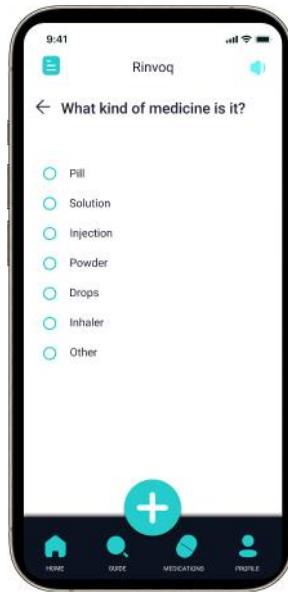 9:41
Rinvoq
What kind of medicine is it?
Pill
Solution
Injection
Powder
Drops
Inhaler
Other
HOME GUIDE MEDICATIONS PROFILE